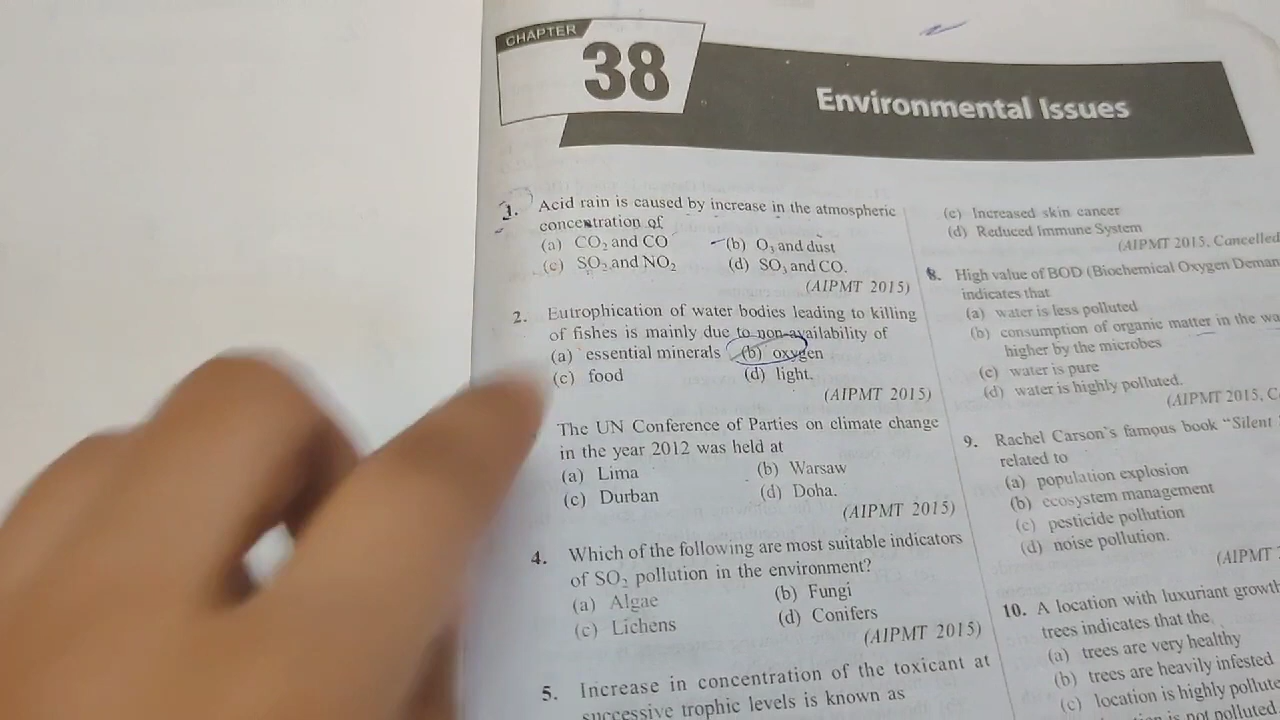 CHAPTER
38
Environmental Issues
1. Acid rain is caused by increase in the atmospheric
concentration of
(a) CO₂ and CO (b) O₃ and dust
(c) SO₂ and NO₂ (d) SO₃ and CO.
(AIPMT 2015)
2. Eutrophication of water bodies leading to killing
of fishes is mainly due to non-availability of
(a) essential minerals (b) oxygen
(c) food (d) light.
(AIPMT 2015)
The UN Conference of Parties on climate change
in the year 2012 was held at
(a) Lima (b) Warsaw
(c) Durban (d) Doha.
(AIPMT 2015)
4. Which of the following are most suitable indicators
of SO₂ pollution in the environment?
(a) Algae (b) Fungi
(c) Lichens (d) Conifers
(AIPMT 2015)
5. Increase in concentration of the toxicant at
successive trophic levels is known as
(c) Increased skin cancer
(d) Reduced Immune System
(AIPMT 2015, Cancelled
8. High value of BOD (Biochemical Oxygen Deman
indicates that
(a) water is less polluted
(b) consumption of organic matter in the wa
higher by the microbes
(c) water is pure
(d) water is highly polluted.
(AIPMT 2015, C
9. Rachel Carson's famous book "Silent
related to
(a) population explosion
(b) ecosystem management
(c) pesticide pollution
(d) noise pollution.
(AIPMT
10. A location with luxuriant growth
trees indicates that the
(a) trees are very healthy
(b) trees are heavily infested
(c) location is highly pollute
is not polluted